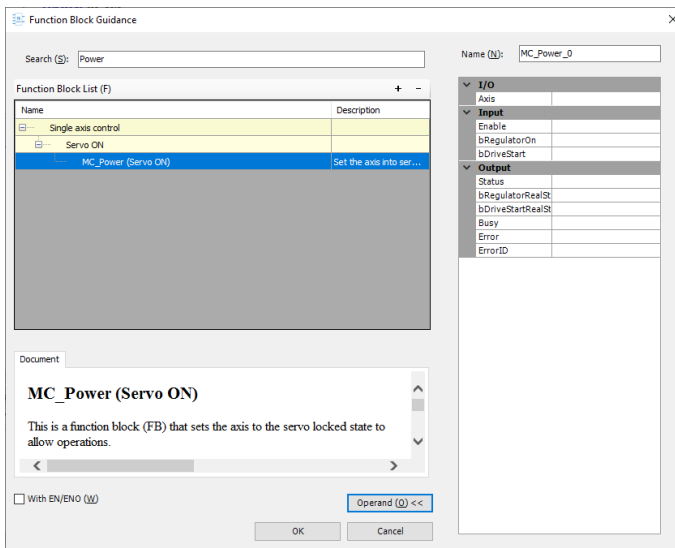 Function Block Guidance
Search (S): Power
Name (N): MC_Power_0
Function Block List (F) + -
Name Description
Single axis control
Servo ON
MC_Power (Servo ON) Set the axis into ser...
I/O
Axis
Input
Enable
bRegulatorOn
bDriveStart
Output
Status
bRegulatorRealSt
bDriveStartRealSt
Busy
Error
ErrorID
Document
MC_Power (Servo ON)
This is a function block (FB) that sets the axis to the servo locked state to
allow operations.
With EN/ENO (W)
Operand (O) <<
OK Cancel